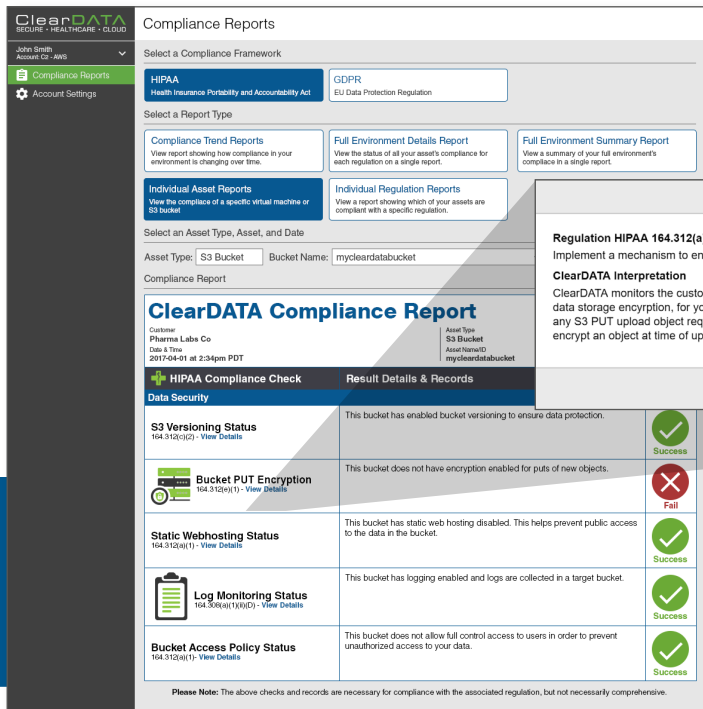 ClearDATA
SECURE • HEALTHCARE • CLOUD
John Smith
Account: C2 - AWS
Compliance Reports
Account Settings
Compliance Reports
Select a Compliance Framework
HIPAA
Health Insurance Portability and Accountability Act
GDPR
EU Data Protection Regulation
Select a Report Type
Compliance Trend Reports
View report showing how compliance in your
environment is changing over time.
Full Environment Details Report
View the status of all your asset's compliance for
each regulation on a single report.
Full Environment Summary Report
View a summary of your full environment's
complace in a single report.
Individual Asset Reports
View the compliace of a specific virtual machine or
S3 bucket
Individual Regulation Reports
View a report showing which of your assets are
compliant with a specific regulation.
Select an Asset Type, Asset, and Date
Asset Type: S3 Bucket Bucket Name: mycleardatabucket
Compliance Report
Regulation HIPAA 164.312(a)
Implement a mechanism to en
ClearDATA Interpretation
ClearDATA monitors the custo
data storage encyrption, for yo
any S3 PUT upload object req
encrypt an object at time of up
ClearDATA Compliance Report
Customer
Pharma Labs Co
Date & Time
2017-04-01 at 2:34pm PDT
Asset Type
S3 Bucket
Asset Name/ID
mycleardatabucket
HIPAA Compliance Check Result Details & Records
Data Security
S3 Versioning Status
164.312(c)(2) - View Details
This bucket has enabled bucket versioning to ensure data protection.
Success
Bucket PUT Encryption
164.312(e)(1) - View Details
This bucket does not have encryption enabled for puts of new objects.
Fail
Static Webhosting Status
164.312(a)(1) - View Details
This bucket has static web hosting disabled. This helps prevent public access
to the data in the bucket.
Success
Log Monitoring Status
164.308(a)(1)(ii)(D) - View Details
This bucket has logging enabled and logs are collected in a target bucket.
Success
Bucket Access Policy Status
164.312(a)(1)- View Details
This bucket does not allow full control access to users in order to prevent
unauthorized access to your data.
Success
Please Note: The above checks and records are necessary for compliance with the associated regulation, but not necessarily comprehensive.